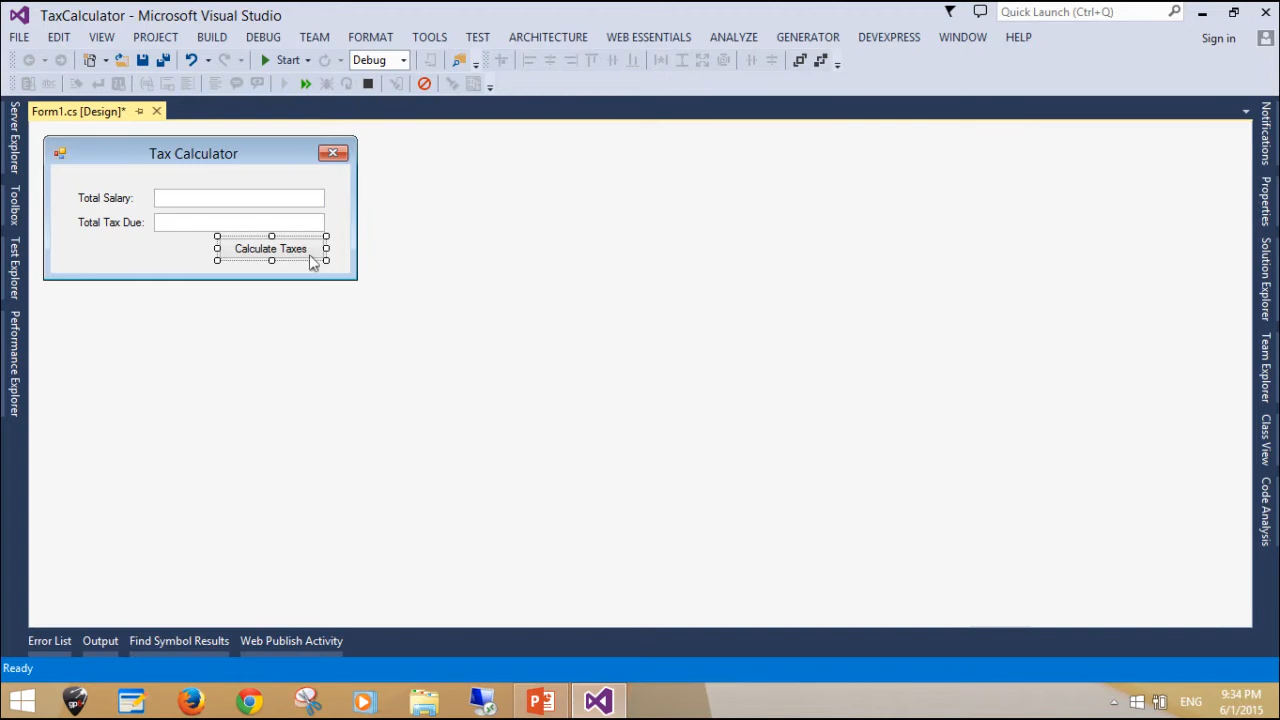 TaxCalculator - Microsoft Visual Studio
Quick Launch (Ctrl+Q)
FILE EDIT VIEW PROJECT BUILD DEBUG TEAM FORMAT TOOLS TEST ARCHITECTURE WEB ESSENTIALS ANALYZE GENERATOR DEVEXPRESS WINDOW HELP Sign in
Start Debug
Form1.cs [Design]*
Server Explorer
Toolbox
Test Explorer
Performance Explorer
Tax Calculator
Total Salary:
Total Tax Due:
Calculate Taxes
Notifications
Properties
Solution Explorer
Team Explorer
Class View
Code Analysis
Error List Output Find Symbol Results Web Publish Activity
Ready
ENG
9:34 PM
6/1/2015